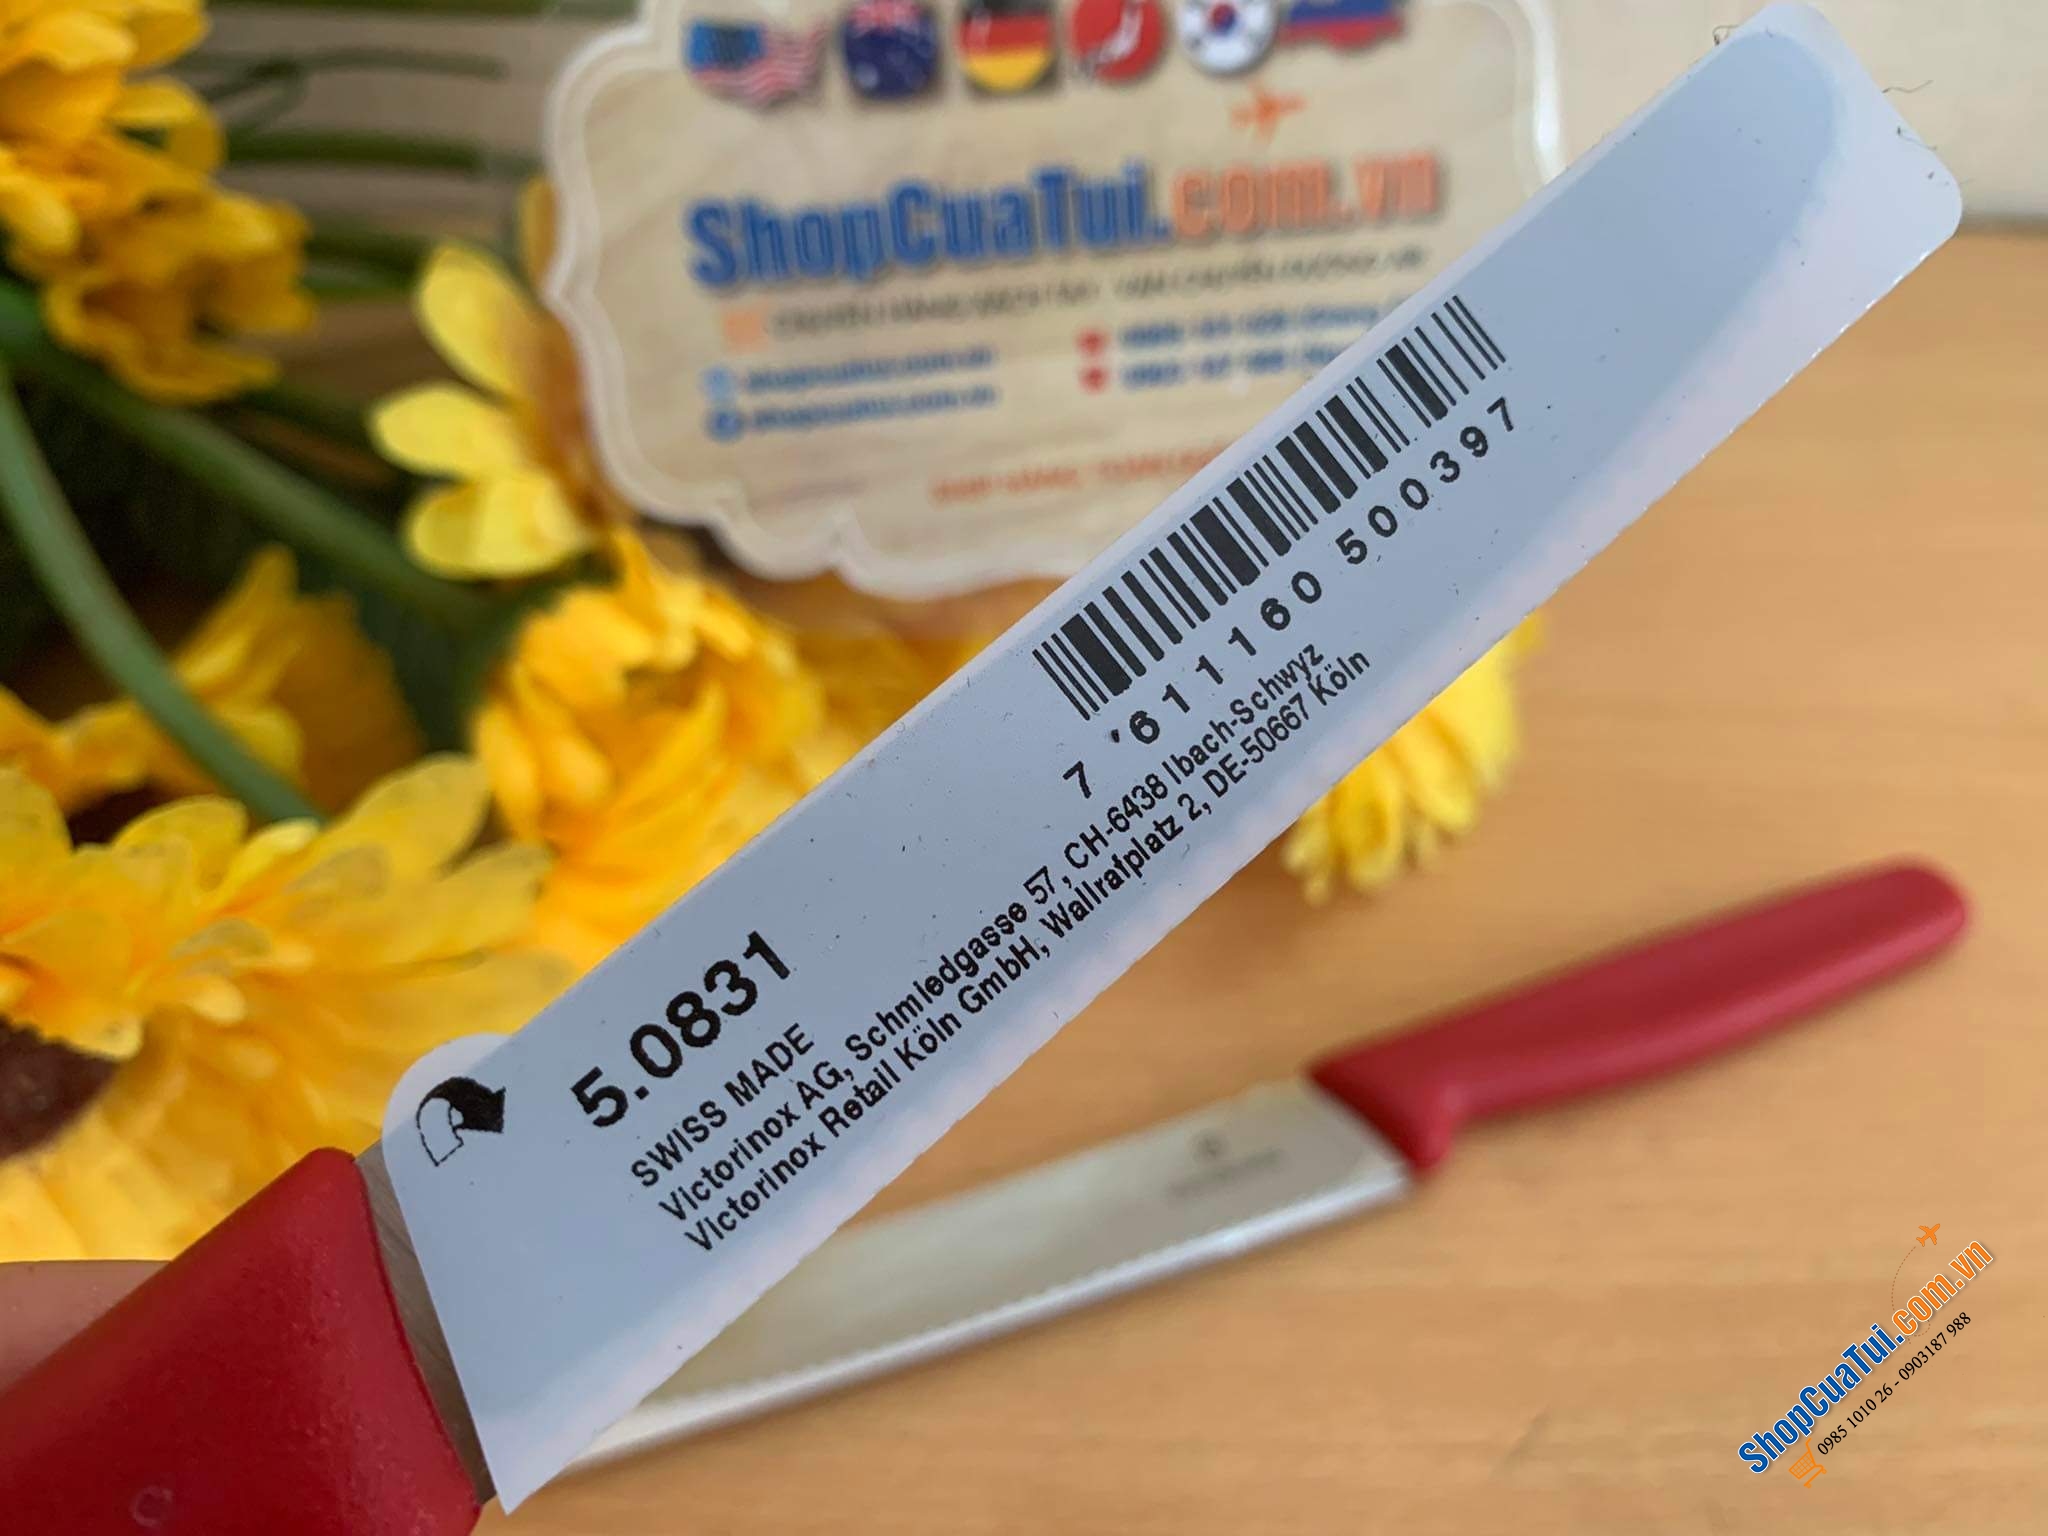 ShopCuaTui.com.vn
7 '611160 500397
5.0831
SWISS MADE
Victorinox AG, Schmiedgasse 57, CH-6438 Ibach-Schwyz
Victorinox Retail Köln GmbH, Wallrafplatz 2, DE-50667 Köln
ShopCuaTui.com.vn
0985 1010 26 - 0903187 988